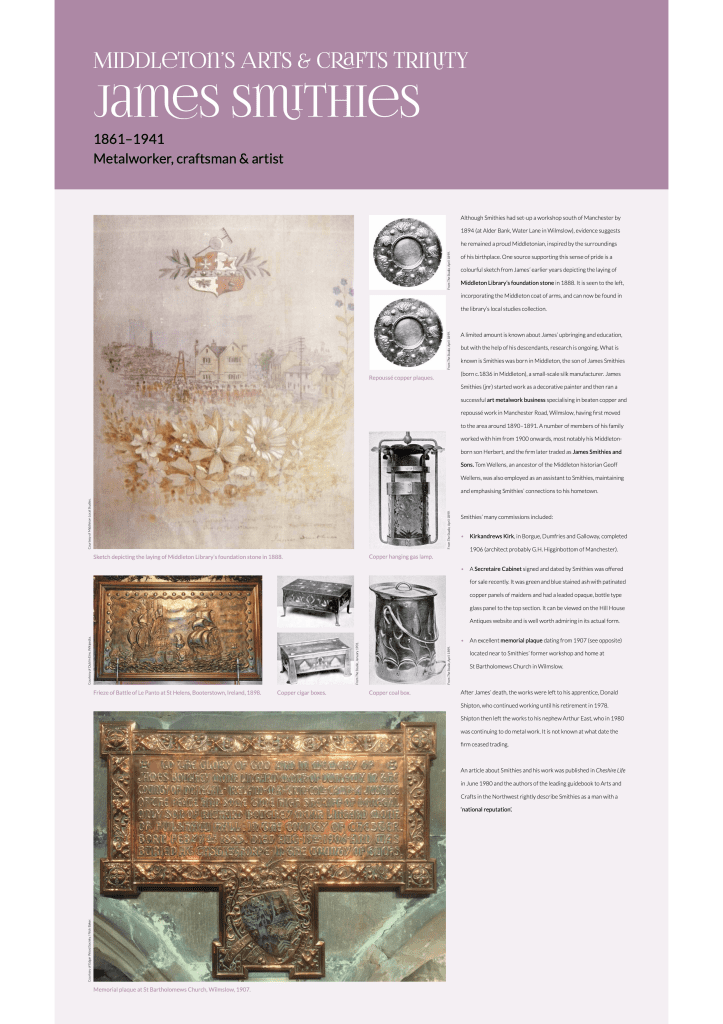 MIDDLETON'S ARTS & CRAFTS TRINITY
JAMES SMITHIES
1861–1941
Metalworker, craftsman & artist
Although Smithies had set-up a workshop south of Manchester by
1894 (at Alder Bank, Water Lane in Wilmslow), evidence suggests
he remained a proud Middletonian, inspired by the surroundings
of his birthplace. One source supporting this sense of pride is a
colourful sketch from James' earlier years depicting the laying of
Middleton Library's foundation stone in 1888. It is seen to the left,
incorporating the Middleton coat of arms, and can now be found in
the library's local studies collection.
A limited amount is known about James' upbringing and education,
but with the help of his descendants, research is ongoing. What is
known is Smithies was born in Middleton, the son of James Smithies
(born c.1836 in Middleton), a small-scale silk manufacturer. James
Smithies (jnr) started work as a decorative painter and then ran a
successful art metalwork business specialising in beaten copper and
repoussé work in Manchester Road, Wilmslow, having first moved
to the area around 1890–1891. A number of members of his family
worked with him from 1900 onwards, most notably his Middleton-
born son Herbert, and the firm later traded as James Smithies and
Sons. Tom Wellens, an ancestor of the Middleton historian Geoff
Wellens, was also employed as an assistant to Smithies, maintaining
and emphasising Smithies' connections to his hometown.
Smithies' many commissions included:
• Kirkandrews Kirk, in Borgue, Dumfries and Galloway, completed
1906 (architect probably G.H. Higginbottom of Manchester).
• A Secretaire Cabinet signed and dated by Smithies was offered
for sale recently. It was green and blue stained ash with patinated
copper panels of maidens and had a leaded opaque, bottle type
glass panel to the top section. It can be viewed on the Hill House
Antiques website and is well worth admiring in its actual form.
• An excellent memorial plaque dating from 1907 (see opposite)
located near to Smithies' former workshop and home at
St Bartholomews Church in Wilmslow.
After James' death, the works were left to his apprentice, Donald
Shipton, who continued working until his retirement in 1978.
Shipton then left the works to his nephew Arthur East, who in 1980
was continuing to do metal work. It is not known at what date the
firm ceased trading.
An article about Smithies and his work was published in Cheshire Life
in June 1980 and the authors of the leading guidebook to Arts and
Crafts in the Northwest rightly describe Smithies as a man with a
'national reputation'.
Repoussé copper plaques.
Sketch depicting the laying of Middleton Library's foundation stone in 1888.
Copper hanging gas lamp.
Frieze of Battle of Le Panto at St Helens, Booterstown, Ireland, 1898.
Copper cigar boxes.
Copper coal box.
TO THE GLORY OF GOD AND IN MEMORY OF
Memorial plaque at St Bartholomews Church, Wilmslow, 1907.